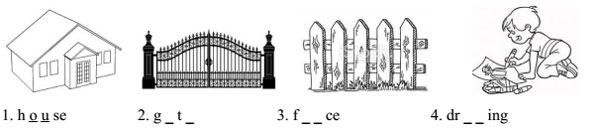 1. h o u se 2. g _ t _ 3. f _ _ ce 4. dr _ _ ing